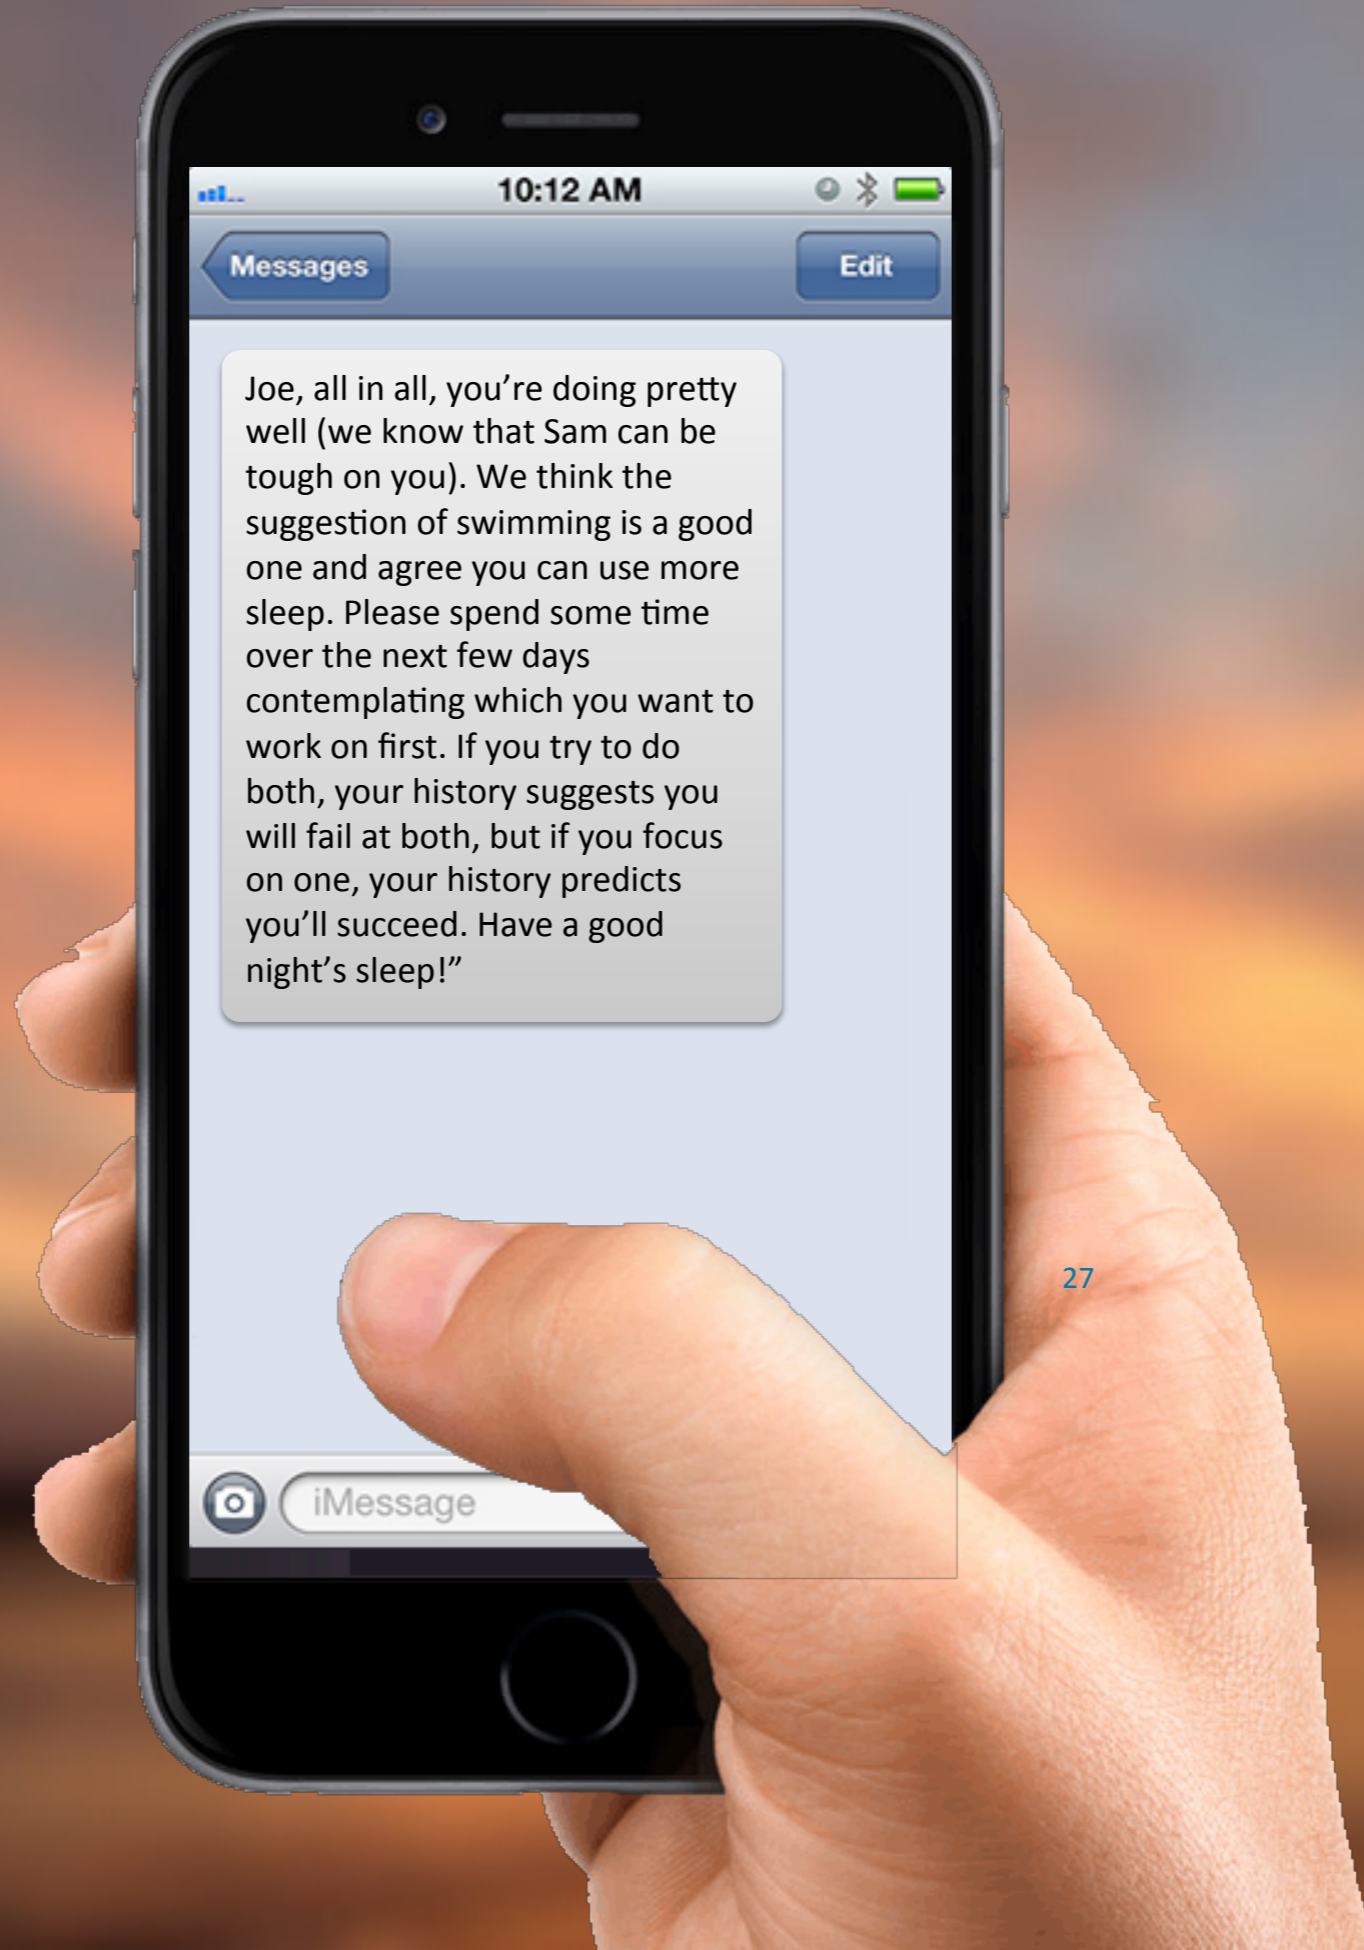 10:12 AM
Messages
Edit
Joe, all in all, you’re doing pretty
well (we know that Sam can be
tough on you). We think the
suggestion of swimming is a good
one and agree you can use more
sleep. Please spend some time
over the next few days
contemplating which you want to
work on first. If you try to do
both, your history suggests you
will fail at both, but if you focus
on one, your history predicts
you’ll succeed. Have a good
night’s sleep!”
27
iMessage